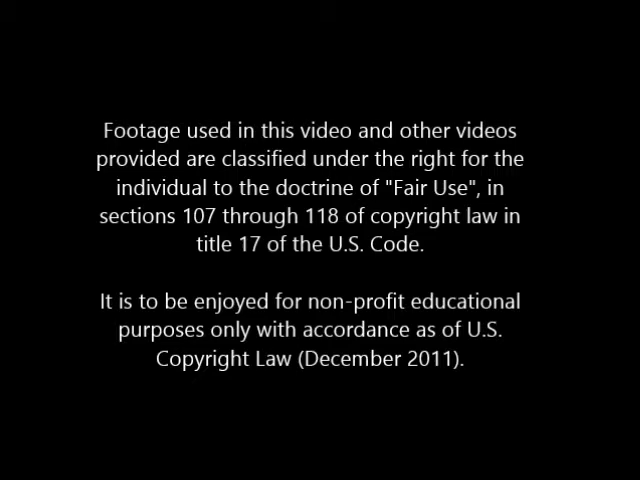 Footage used in this video and other videos
provided are classified under the right for the
individual to the doctrine of "Fair Use", in
sections 107 through 118 of copyright law in
title 17 of the U.S. Code.
It is to be enjoyed for non-profit educational
purposes only with accordance as of U.S.
Copyright Law (December 2011).